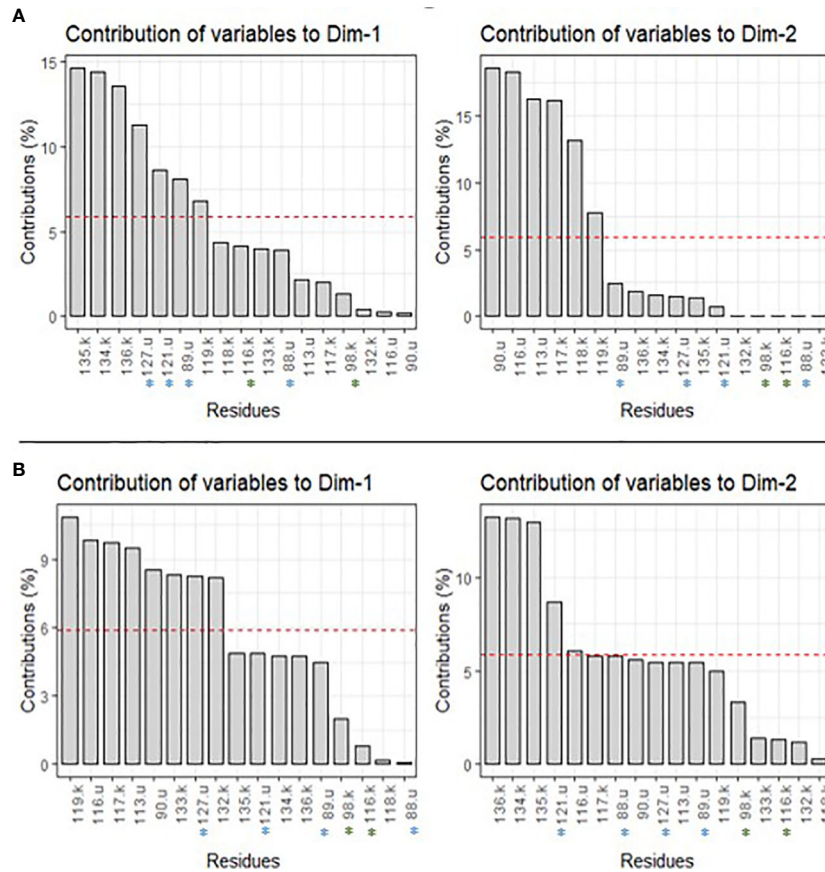 A
Contribution of variables to Dim-1
Contributions (%)
15
10
5
0
135.k
134.k
136.k
127.u
121.u
89.u
119.k
118.k
116.k
133.k
88.u
113.u
117.k
98.k
132.k
116.u
90.u
Residues
Contribution of variables to Dim-2
Contributions (%)
15
10
5
0
90.u
116.u
113.u
117.k
118.k
119.k
89.u
136.k
134.k
127.u
135.k
121.u
132.k
98.k
116.k
88.u
Residues
B
Contribution of variables to Dim-1
Contributions (%)
9
6
3
0
119.k
116.u
117.k
113.u
90.u
133.k
127.u
132.k
135.k
121.u
134.k
136.k
89.u
98.k
116.k
118.k
88.u
Residues
Contribution of variables to Dim-2
Contributions (%)
10
5
0
136.k
134.k
135.k
121.u
116.u
117.k
88.u
90.u
127.u
113.u
89.u
119.k
98.k
133.k
116.k
132.k
Residues